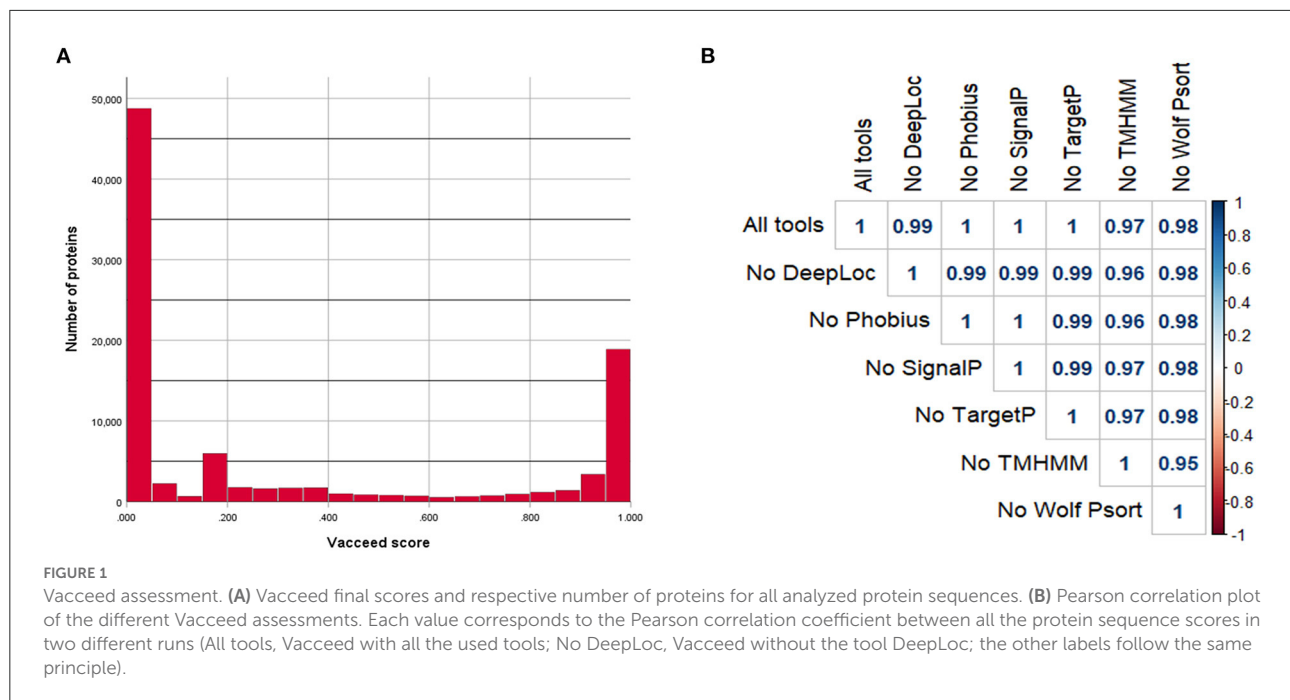 A
50,000
40,000
30,000
20,000
10,000
0
Number of proteins
.000 .200 .400 .600 .800 1.000
Vacceed score
B
All tools No DeepLoc No Phobius No SignalP No TargetP No TMHMM No Wolf Psort
All tools 1 0.99 1 1 1 0.97 0.98
No DeepLoc 1 0.99 0.99 0.99 0.96 0.98
No Phobius 1 1 0.99 0.96 0.98
No SignalP 1 0.99 0.97 0.98
No TargetP 1 0.97 0.98
No TMHMM 1 0.95
No Wolf Psort 1
1
0.8
0.6
0.4
0.2
0
-0.2
-0.4
-0.6
-0.8
-1
FIGURE 1
Vacceed assessment. (A) Vacceed final scores and respective number of proteins for all analyzed protein sequences. (B) Pearson correlation plot
of the different Vacceed assessments. Each value corresponds to the Pearson correlation coefficient between all the protein sequence scores in
two different runs (All tools, Vacceed with all the used tools; No DeepLoc, Vacceed without the tool DeepLoc; the other labels follow the same
principle).